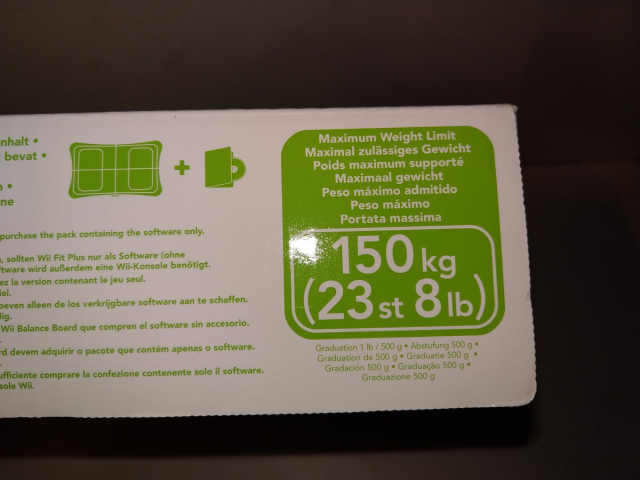 nhalt •
bevat •
•
ne
purchase the pack containing the software only.
, sollten Wii Fit Plus nur als Software (ohne
tware wird außerdem eine Wii-Konsole benötigt.
ez la version contenant le jeu seul.
iel.
oeven alleen de los verkrijgbare software aan te schaffen.
dig.
Wii Balance Board que compren el software sin accesorio.
rd devem adquirir o pacote que contém apenas o software.
ufficiente comprare la confezione contenente solo il software.
sole Wii.
+
Maximum Weight Limit
Maximal zulässiges Gewicht
Poids maximum supporté
Maximaal gewicht
Peso máximo admitido
Peso máximo
Portata massima
150 kg
(23 st 8 lb)
Graduation 1 lb / 500 g • Abstufung 500 g •
Graduation de 500 g • Graduatie 500 g •
Gradación 500 g • Graduação 500 g •
Graduazione 500 g